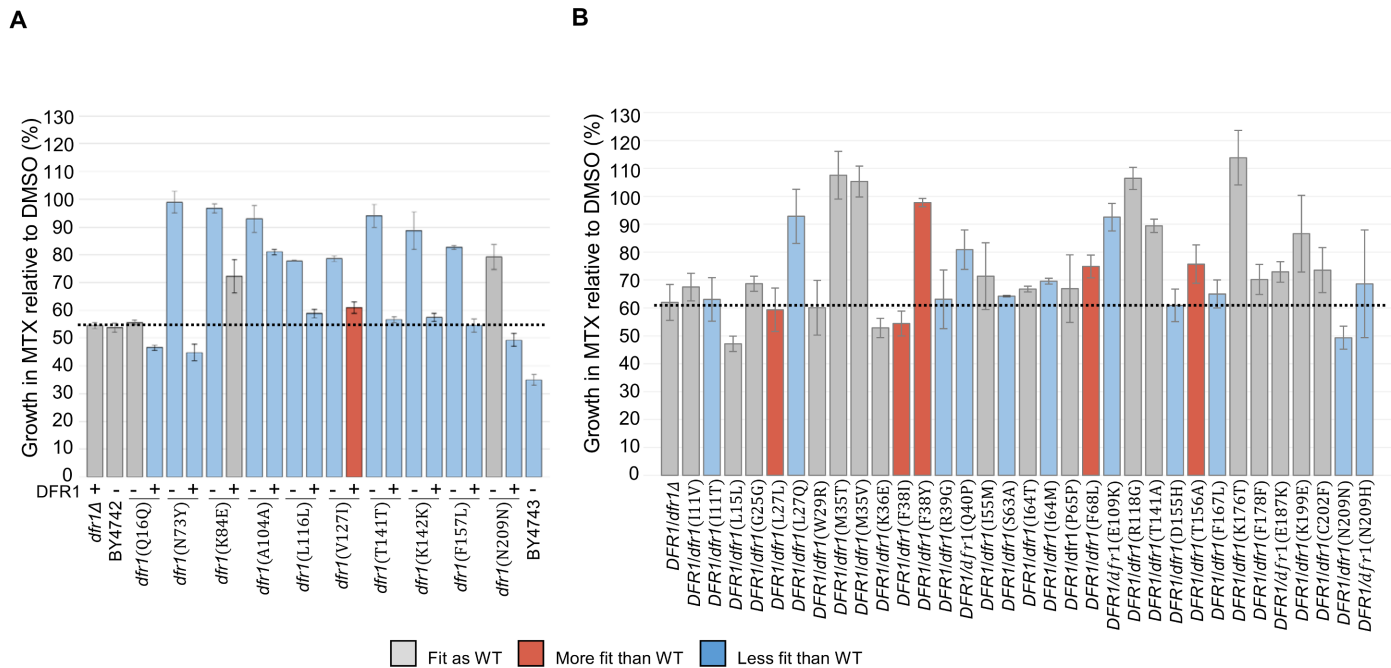 A
B
Growth in MTX relative to DMSO (%)
130
120
110
100
90
80
70
60
50
40
30
20
10
0
DFR1 + - - + - + - + - + - + - + - + - + - + - + -
dfr1Δ
BY4742
dfr1(Q16Q)
dfr1(N73Y)
dfr1(K84E)
dfr1(A104A)
dfr1(L116L)
dfr1(V127I)
dfr1(T141T)
dfr1(K142K)
dfr1(F157L)
dfr1(N209N)
BY4743
Growth in MTX relative to DMSO (%)
130
120
110
100
90
80
70
60
50
40
30
20
10
0
DFR1/dfr1Δ
DFR1/dfr1(I11V)
DFR1/dfr1(I11T)
DFR1/dfr1(L15L)
DFR1/dfr1(G25G)
DFR1/dfr1(L27L)
DFR1/dfr1(L27Q)
DFR1/dfr1(W29R)
DFR1/dfr1(M35T)
DFR1/dfr1(M35V)
DFR1/dfr1(K36E)
DFR1/dfr1(F38I)
DFR1/dfr1(F38Y)
DFR1/dfr1(R39G)
DFR1/dfr1(Q40P)
DFR1/dfr1(I55M)
DFR1/dfr1(S63A)
DFR1/dfr1(I64T)
DFR1/dfr1(I64M)
DFR1/dfr1(P65P)
DFR1/dfr1(F68L)
DFR1/dfr1(E109K)
DFR1/dfr1(R118G)
DFR1/dfr1(T141A)
DFR1/dfr1(D155H)
DFR1/dfr1(T156A)
DFR1/dfr1(F167L)
DFR1/dfr1(K176T)
DFR1/dfr1(F178F)
DFR1/dfr1(E187K)
DFR1/dfr1(K199E)
DFR1/dfr1(C202F)
DFR1/dfr1(N209N)
DFR1/dfr1(N209H)
Fit as WT
More fit than WT
Less fit than WT